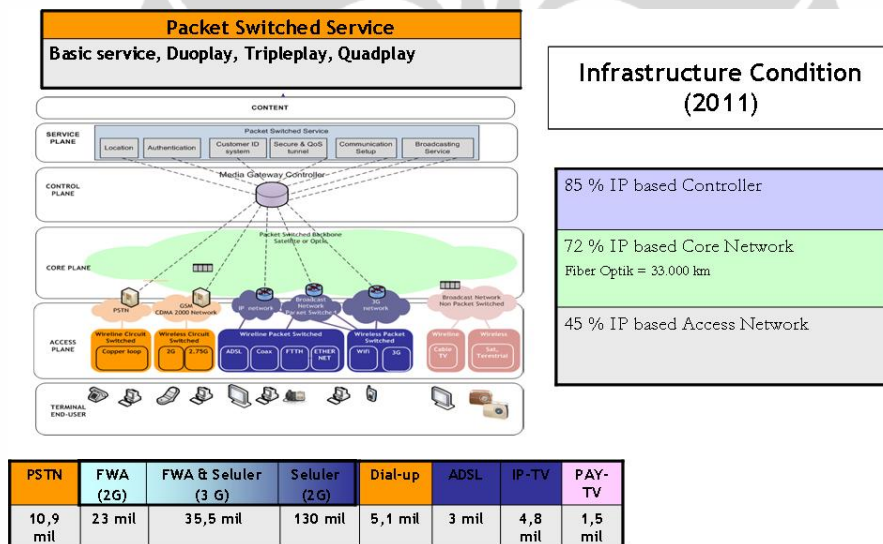 Packet Switched Service
Basic service, Duoplay, Tripleplay, Quadplay
Infrastructure Condition
(2011)
CONTENT
SERVICE
PLANE
Packet Switched Service
Location
Authentication
Customer ID
system
Secure & QoS
tunnel
Communication
Setup
Broadcasting
Service
CONTROL
PLANE
Media Gateway Controller
85 % IP based Controller
CORE PLANE
Packet Switched Backbone
Satellite or Optik
72 % IP based Core Network
Fiber Optik = 33.000 km
PSTN
GSM
CDMA 2000 Network
IP network
Broadcast
Network
Packet Switched
3G
network
Broadcast Network
Non Packet Switched
ACCESS
PLANE
Wireline Circuit
Switched
Copper loop
Wireless Circuit
Switched
2G
2,75G
Wireline Packet Switched
ADSL
Coax
FTTH
ETHER
NET
Wireless Packet
Switched
Wifi
3G
Wireline
Cable
TV
Wireless
Sat,
Terestrial
45 % IP based Access Network
TERMINAL
END-USER
PSTN
FWA
(2G)
FWA & Seluler
(3 G)
Seluler
(2G)
Dial-up
ADSL
IP-TV
PAY-
TV
10,9
mil
23 mil
35,5 mil
130 mil
5,1 mil
3 mil
4,8
mil
1,5
mil